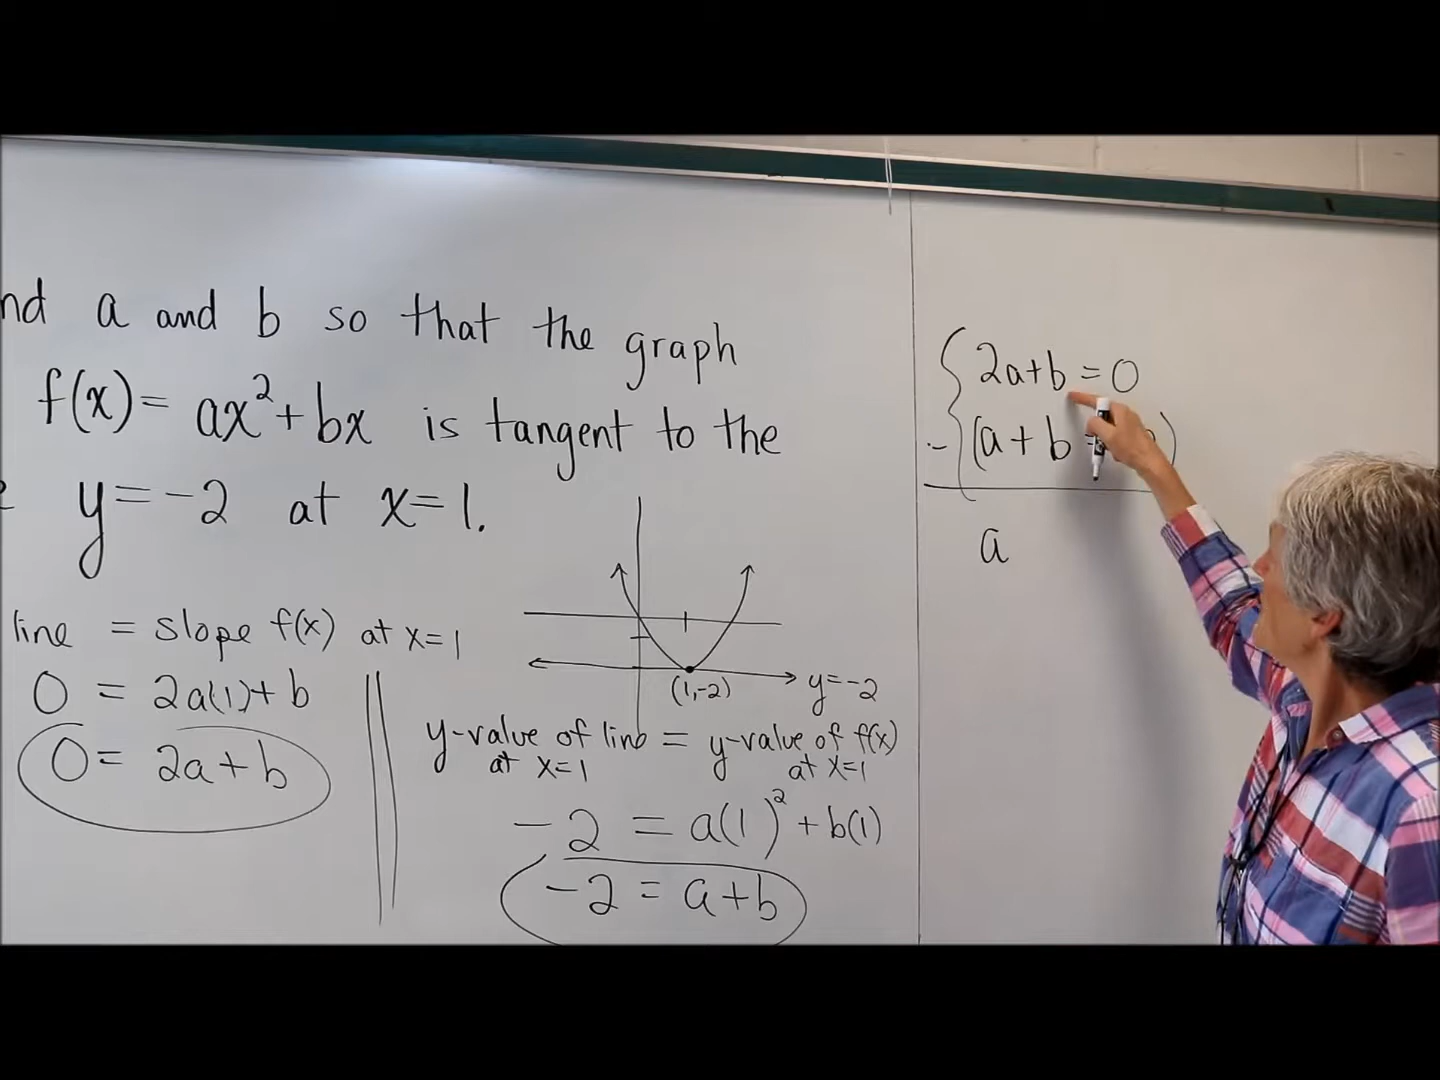 nd a and b so that the graph
f(x) = ax² + bx is tangent to the
y = -2 at x = 1.
line = slope f(x) at x=1
0 = 2a(1) + b
0 = 2a + b
(1,-2)
y=-2
y-value of line = y-value of f(x)
at x=1 at x=1
-2 = a(1)² + b(1)
-2 = a+b
{ 2a+b = 0
- (a + b = )
a